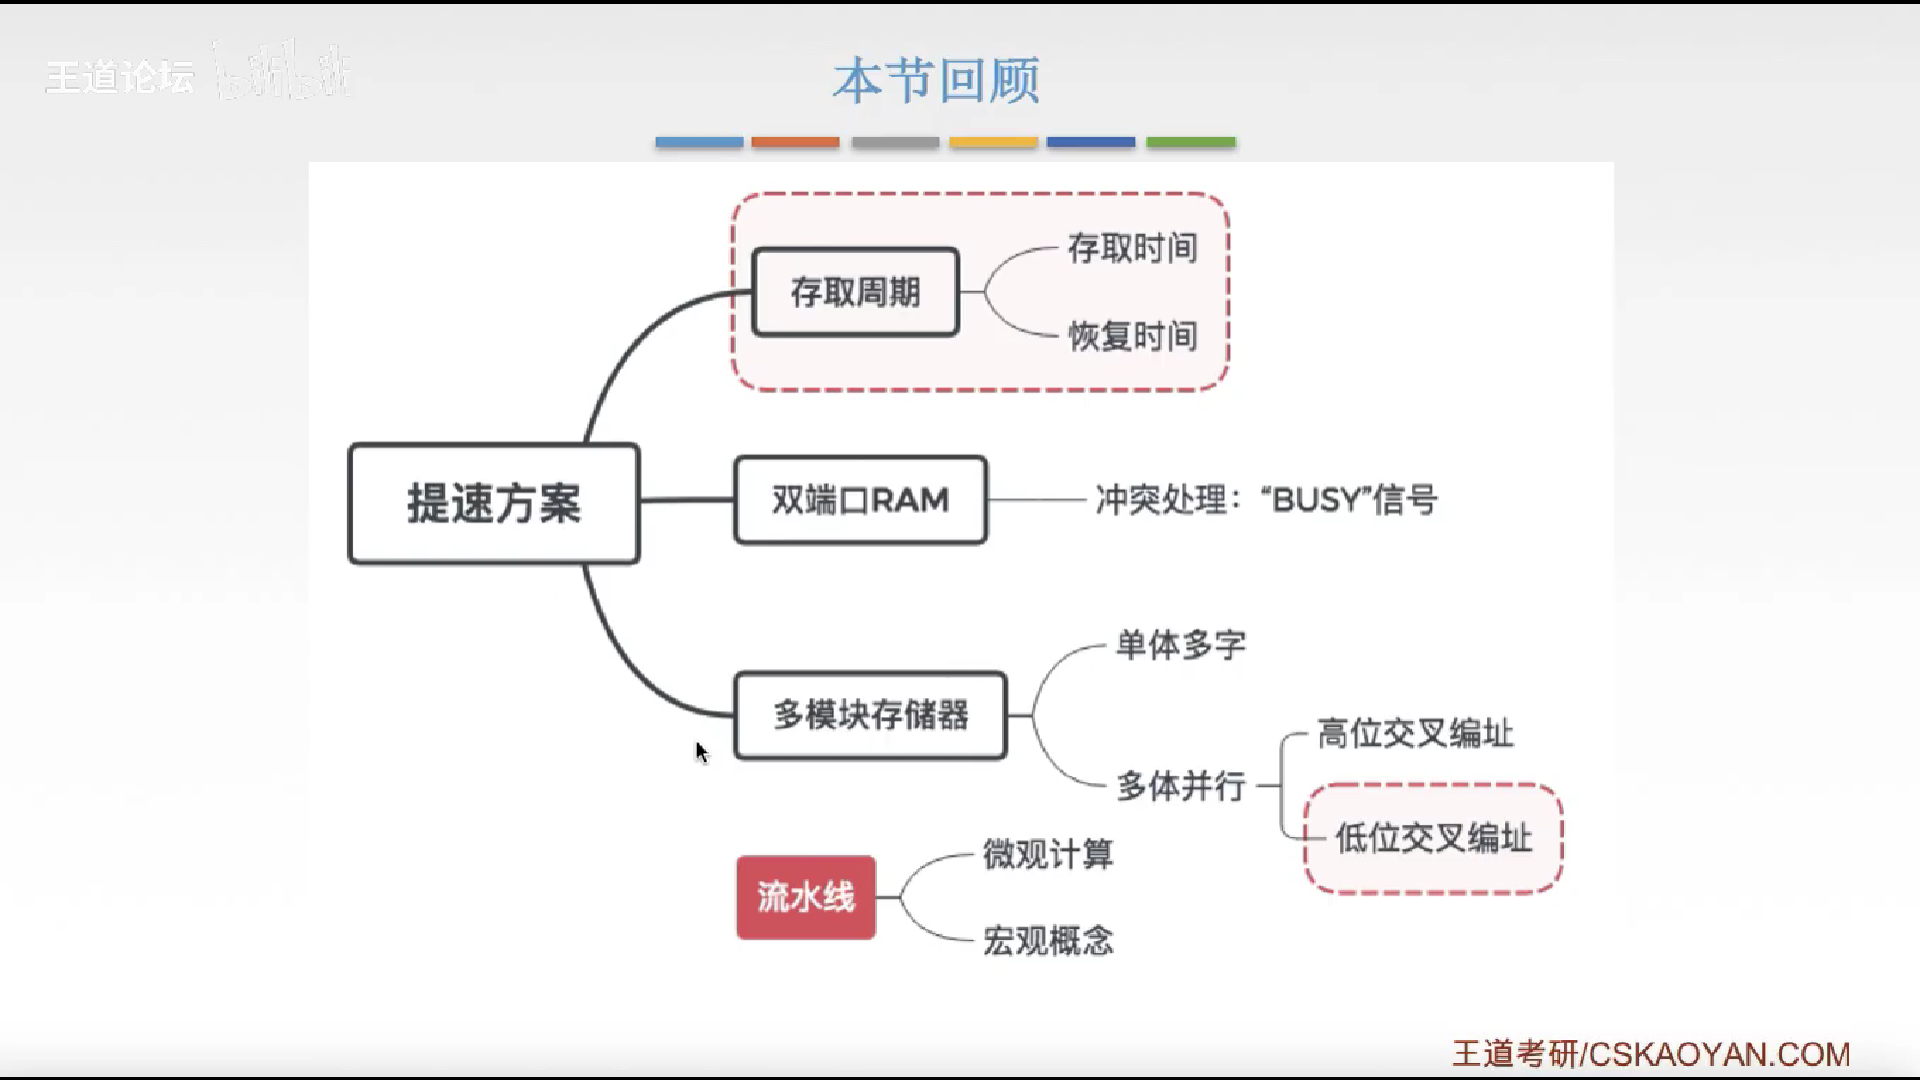 王道论坛 bilibili
本节回顾
存取周期
存取时间
恢复时间
提速方案
双端口RAM
冲突处理：“BUSY”信号
多模块存储器
单体多字
多体并行
高位交叉编址
低位交叉编址
流水线
微观计算
宏观概念
王道考研/CSKAOYAN.COM